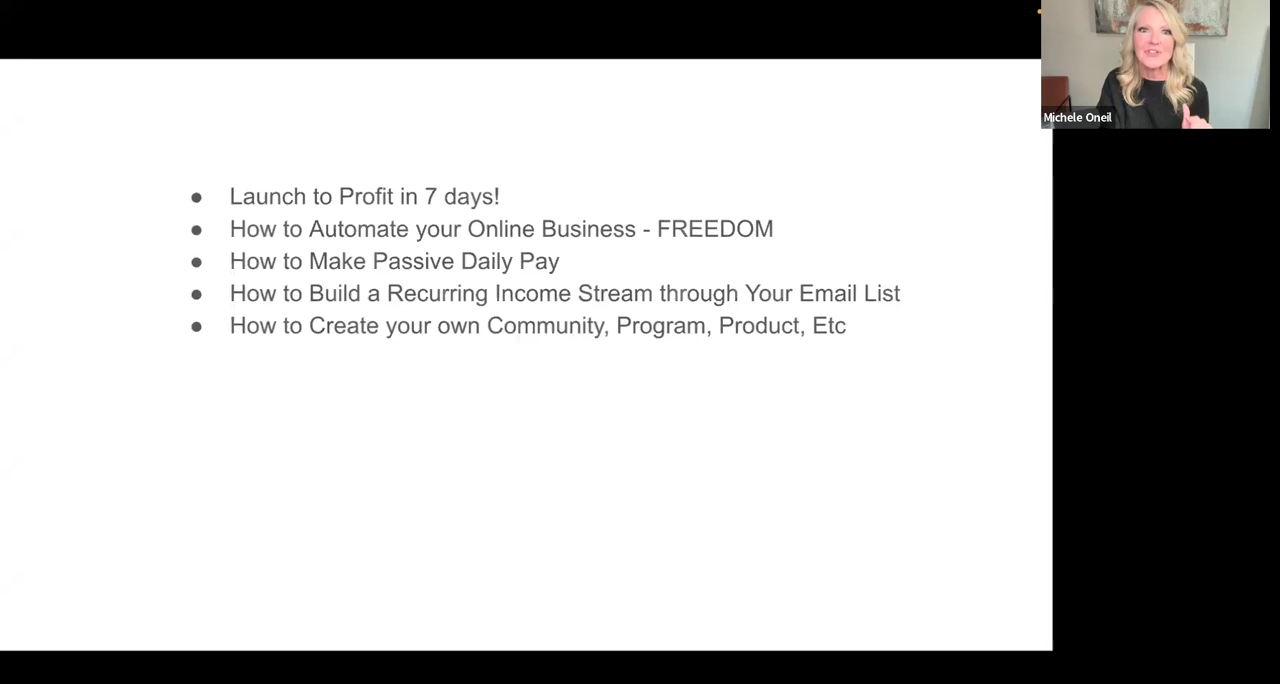 Michele Oneil
● Launch to Profit in 7 days!
● How to Automate your Online Business - FREEDOM
● How to Make Passive Daily Pay
● How to Build a Recurring Income Stream through Your Email List
● How to Create your own Community, Program, Product, Etc